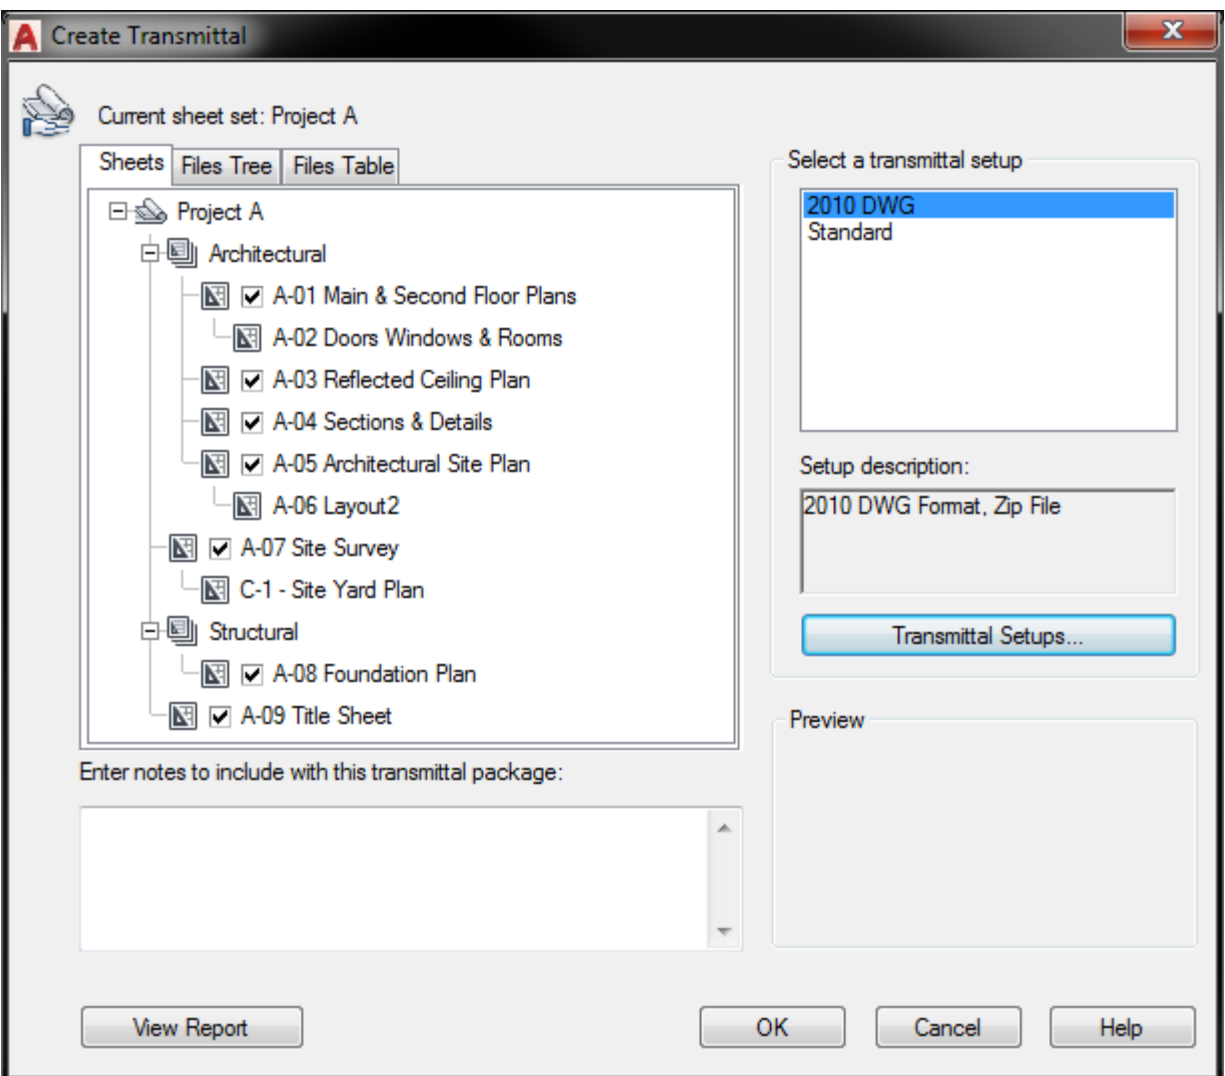 Create Transmittal
Current sheet set: Project A
Sheets Files Tree Files Table
Project A
Architectural
A-01 Main & Second Floor Plans
A-02 Doors Windows & Rooms
A-03 Reflected Ceiling Plan
A-04 Sections & Details
A-05 Architectural Site Plan
A-06 Layout2
A-07 Site Survey
C-1 - Site Yard Plan
Structural
A-08 Foundation Plan
A-09 Title Sheet
Enter notes to include with this transmittal package:
Select a transmittal setup
2010 DWG
Standard
Setup description:
2010 DWG Format, Zip File
Transmittal Setups...
Preview
View Report OK Cancel Help